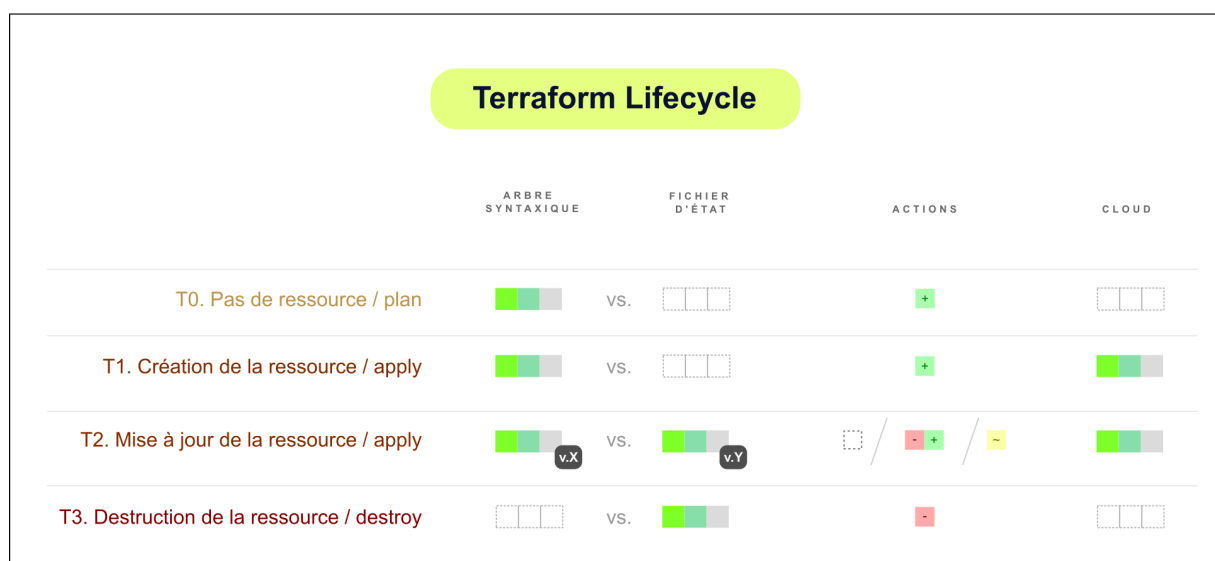 Terraform Lifecycle
ARBRE SYNTAXIQUE
FICHIER D'ÉTAT
ACTIONS
CLOUD
T0. Pas de ressource / plan
vs.
+
T1. Création de la ressource / apply
vs.
+
T2. Mise à jour de la ressource / apply
v.X
vs.
v.Y
- +
~
T3. Destruction de la ressource / destroy
vs.
-